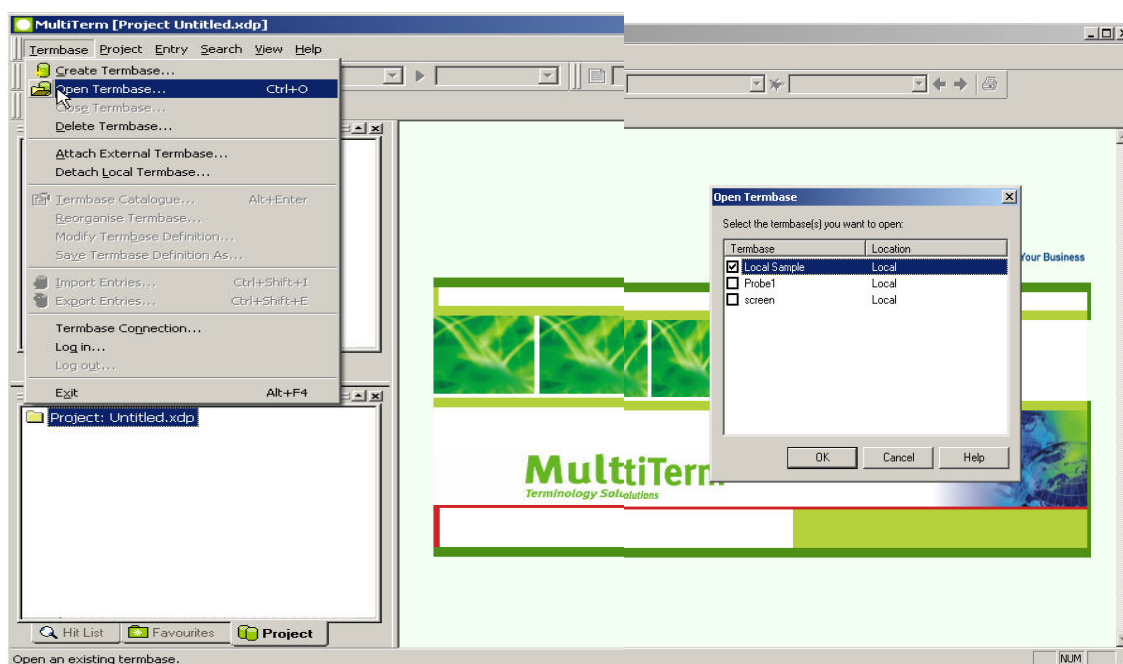 MultiTerm [Project Untitled.xdp]
Termbase Project Entry Search View Help
Create Termbase...
Open Termbase... Ctrl+O
Close Termbase...
Delete Termbase...
Attach External Termbase...
Detach Local Termbase...
Termbase Catalogue... Alt+Enter
Reorganise Termbase...
Modify Termbase Definition...
Save Termbase Definition As...
Import Entries... Ctrl+Shift+I
Export Entries... Ctrl+Shift+E
Termbase Connection...
Log in...
Log out...
Exit Alt+F4
Project: Untitled.xdp
Hit List Favourites Project
Open an existing termbase.
MulttiTerm
Terminology Solsolutions
Your Business
Open Termbase
Select the termbase(s) you want to open:
Termbase Location
Local Sample Local
Probe1 Local
screen Local
OK Cancel Help
NUM